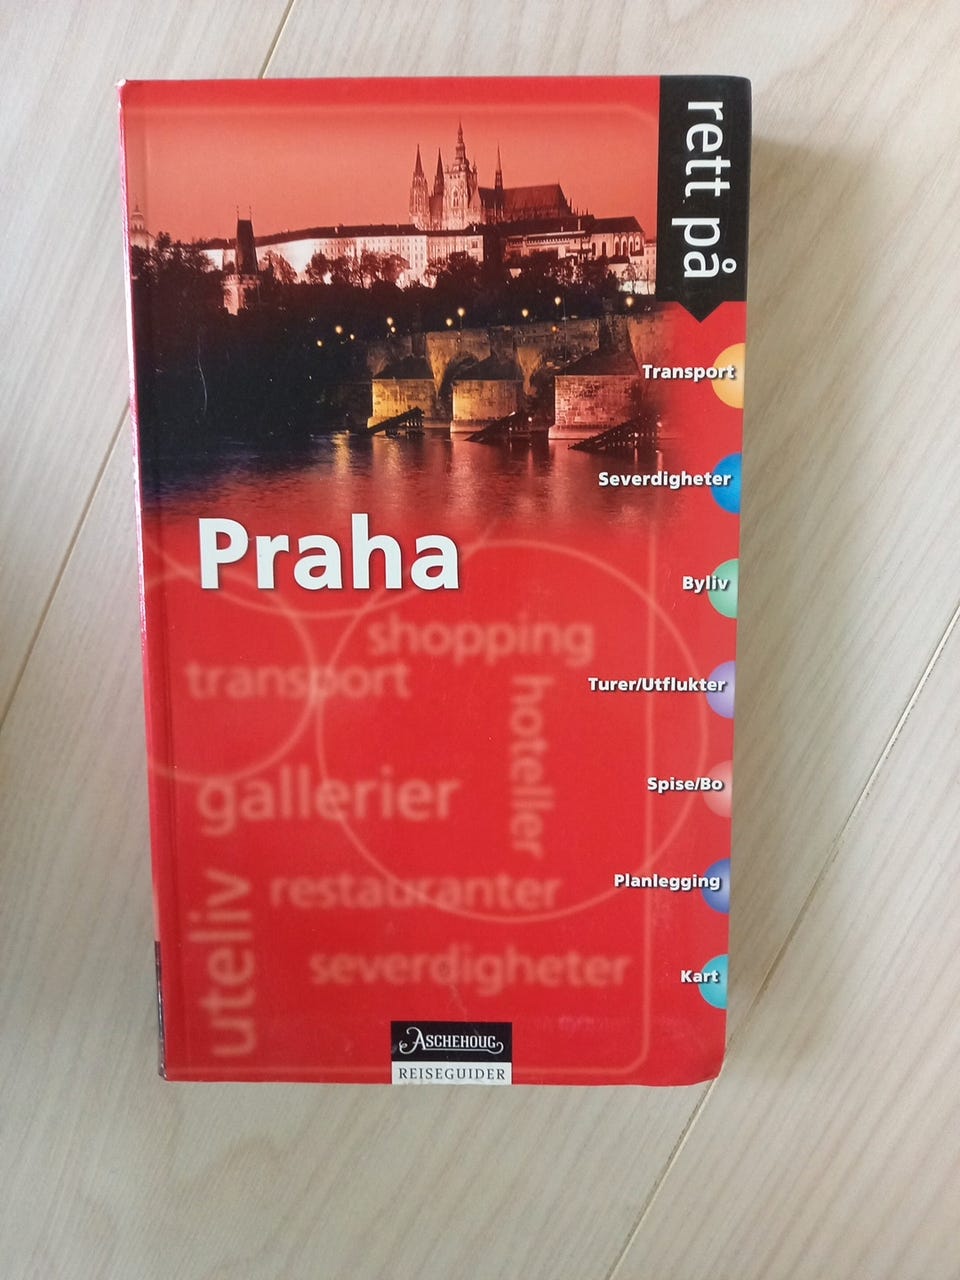 rett på
Transport
Severdigheter
Praha
Byliv
shopping
transport
Turer/Utflukter
hoteller
gallerier
Spise/Bo
restauranter
Planlegging
uteliv
severdigheter
Kart
ASCHEHOUG
REISEGUIDER